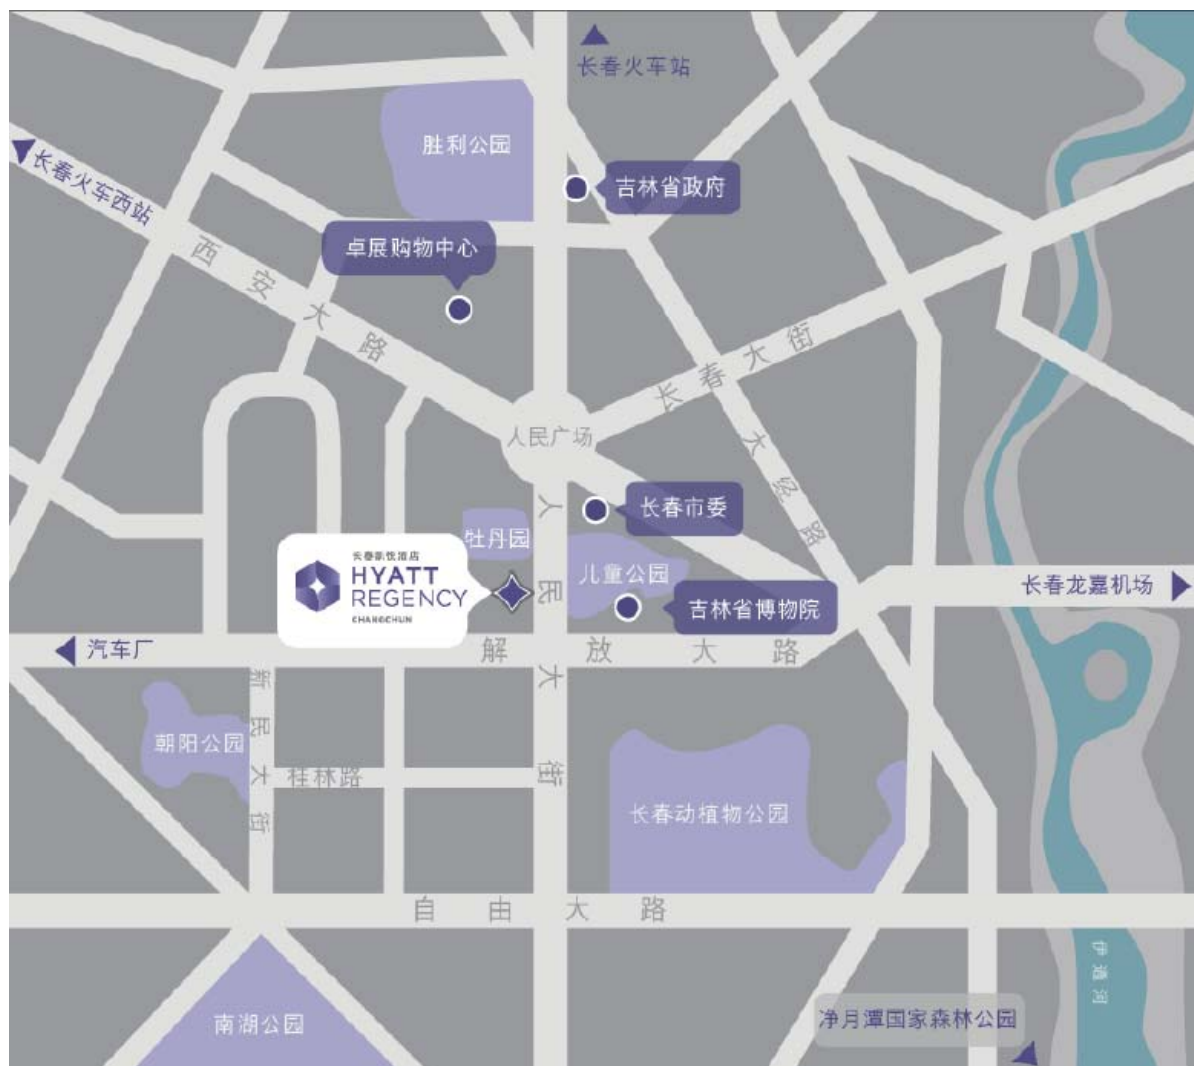 长春火车站
胜利公园
长春火车西站
吉林省政府
卓展购物中心
西安大路
长春大街
人民广场
大经路
长春市委
牡丹园
儿童公园
长春凯悦酒店
HYATT
REGENCY
CHANGCHUN
人民大街
长春龙嘉机场
吉林省博物院
汽车厂
解放大路
新民大街
朝阳公园
桂林路
长春动植物公园
自由大路
伊通河
南湖公园
净月潭国家森林公园